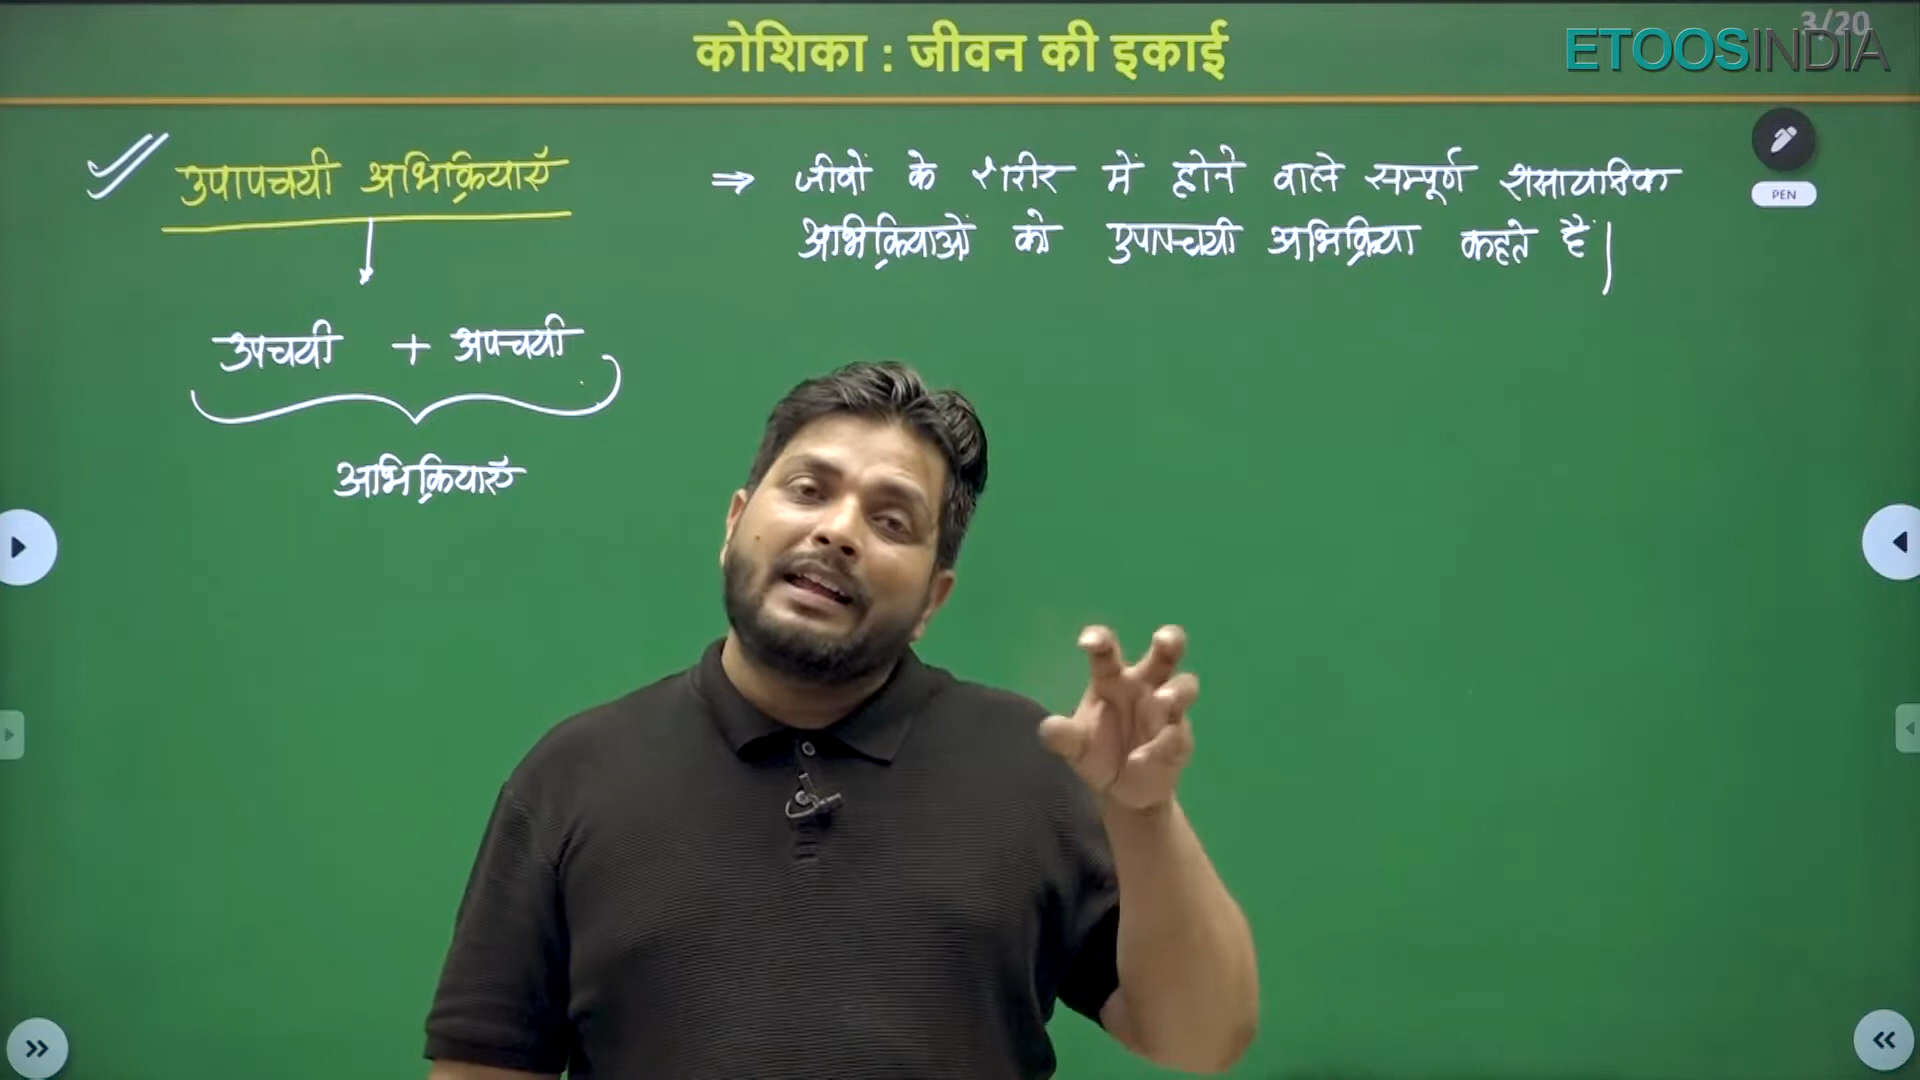 कोशिका : जीवन की इकाई
3/20
ETOOSINDIA
PEN
उपापचयी अभिक्रियाएँ
⇒ जीवों के शरीर में होने वाले सम्पूर्ण रासायनिक
अभिक्रियाओं को उपापचयी अभिक्रिया कहते हैं|
उपचयी + अपचयी
अभिक्रियाएँ